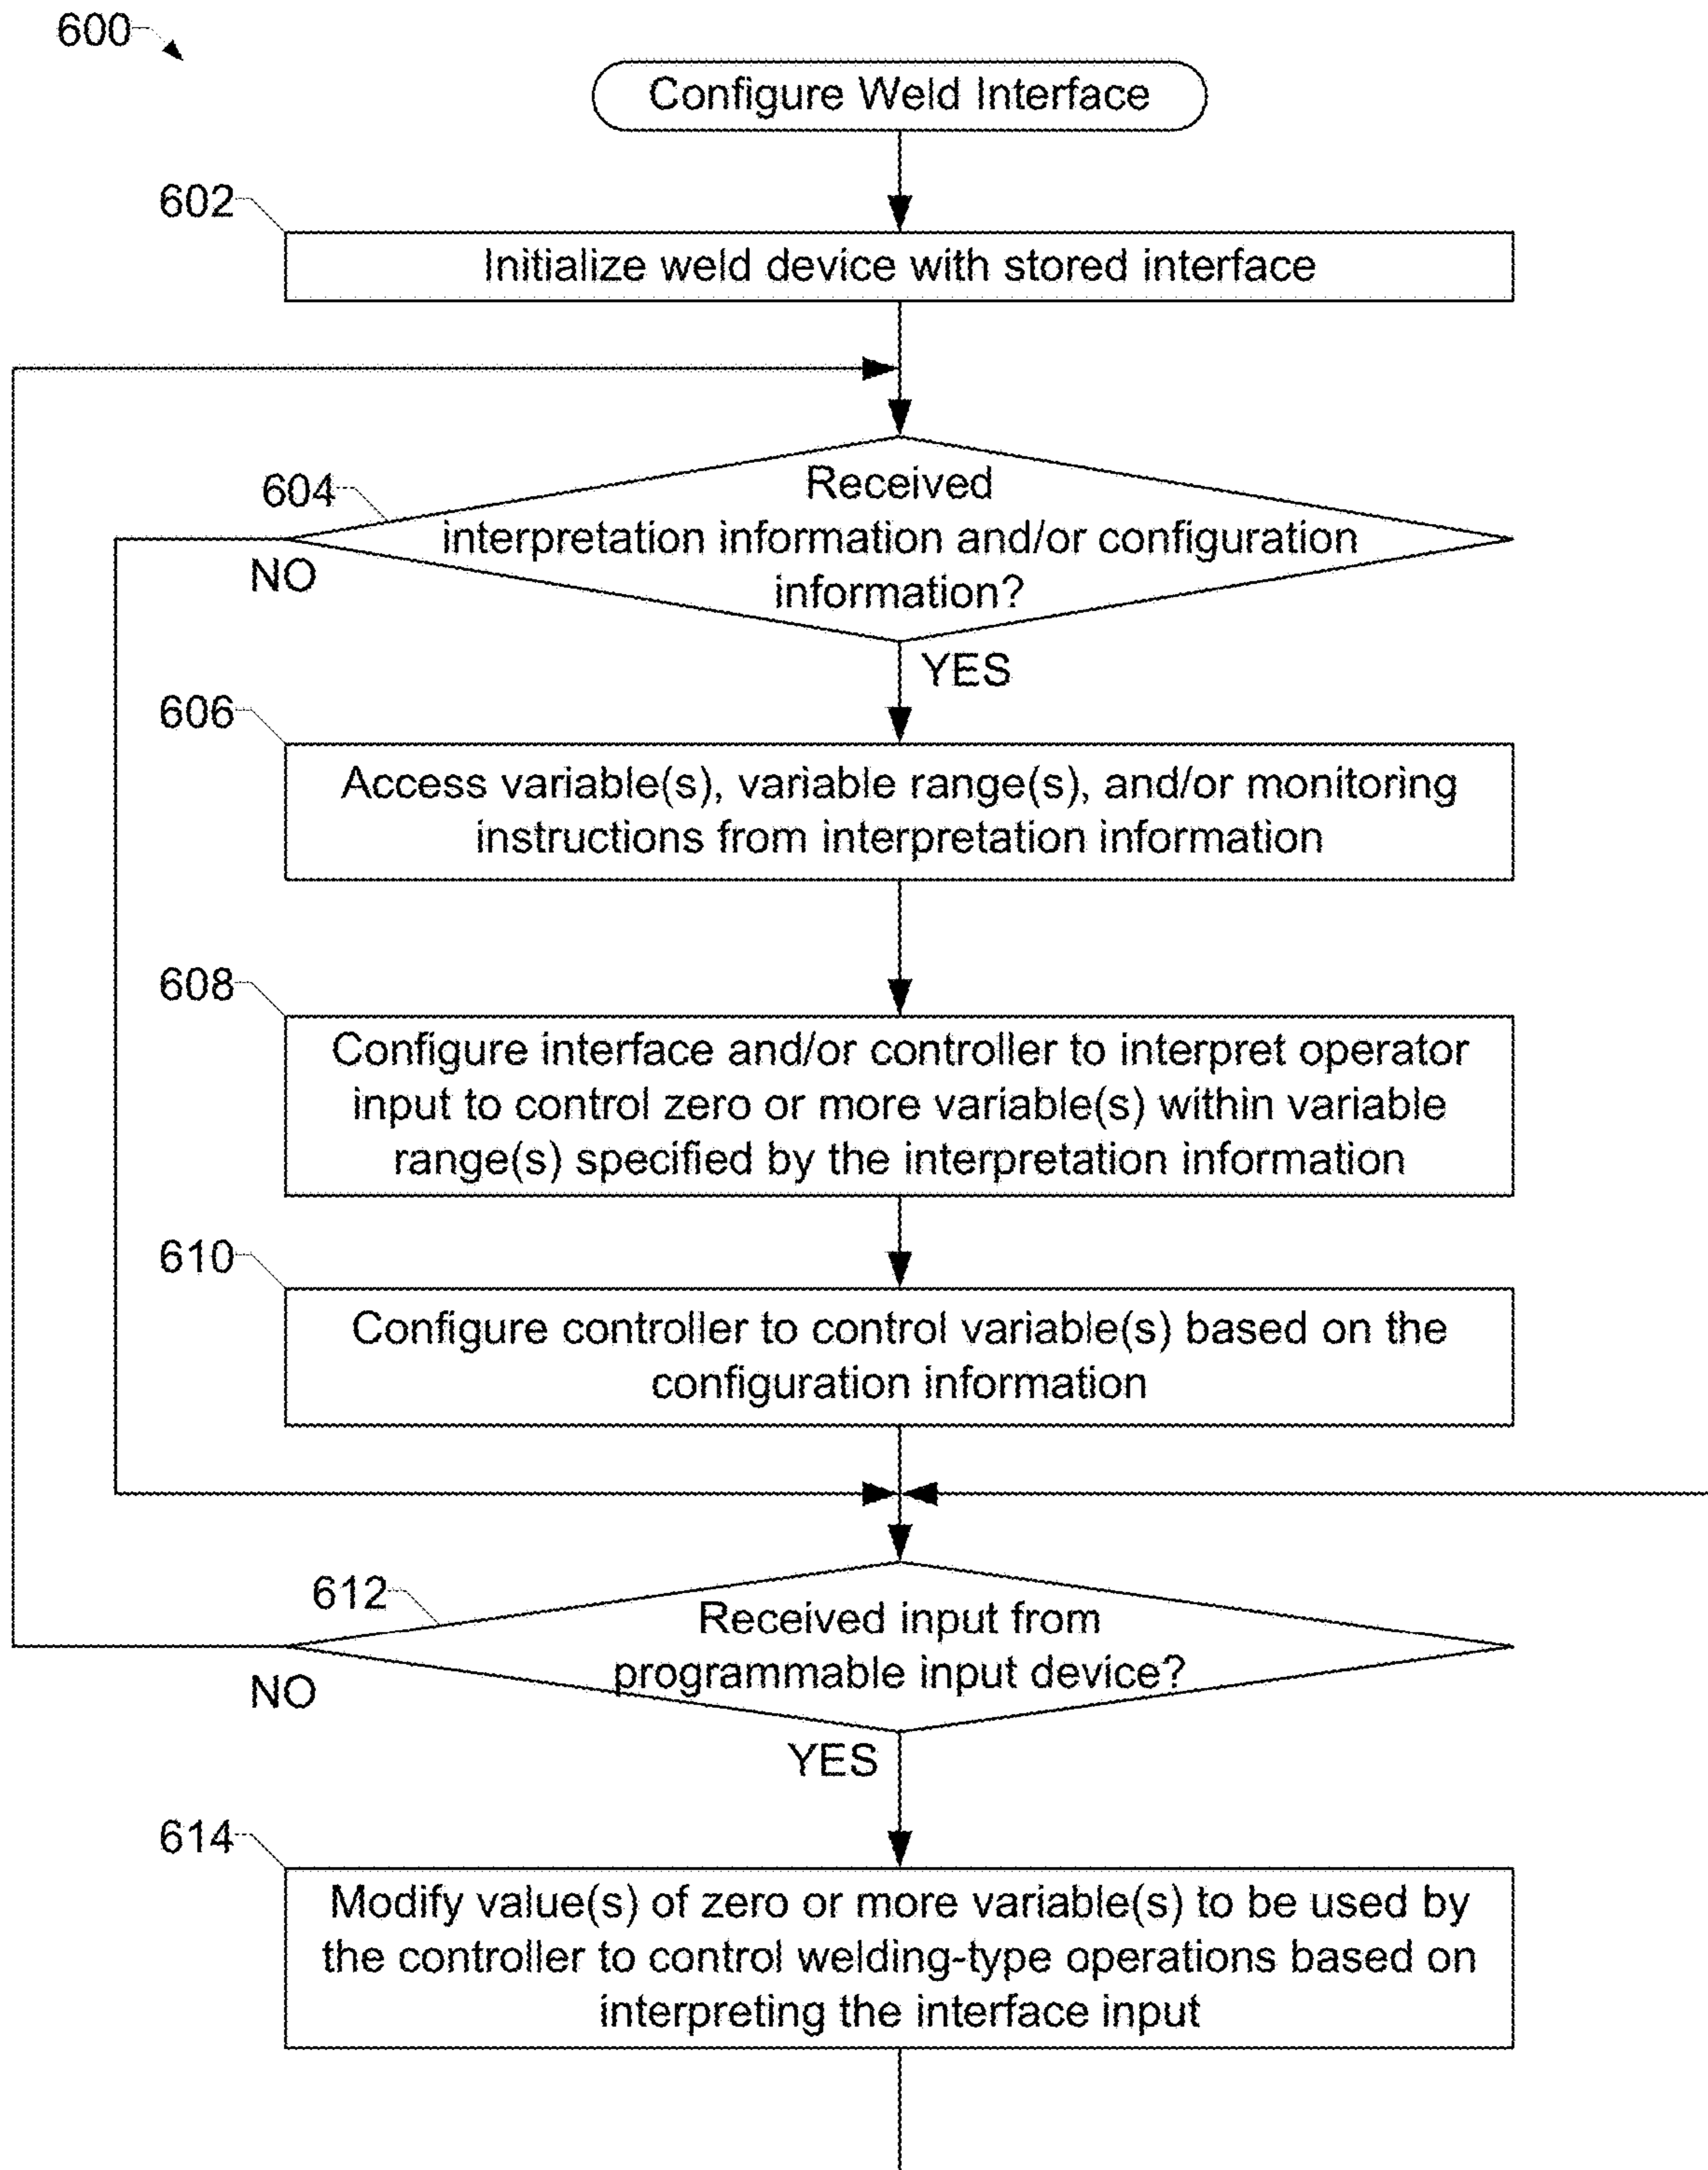 600
Configure Weld Interface
602
Initialize weld device with stored interface
604
Received
interpretation information and/or configuration
information?
NO
YES
606
Access variable(s), variable range(s), and/or monitoring
instructions from interpretation information
608
Configure interface and/or controller to interpret operator
input to control zero or more variable(s) within variable
range(s) specified by the interpretation information
610
Configure controller to control variable(s) based on the
configuration information
612
Received input from
programmable input device?
NO
YES
614
Modify value(s) of zero or more variable(s) to be used by
the controller to control welding-type operations based on
interpreting the interface input